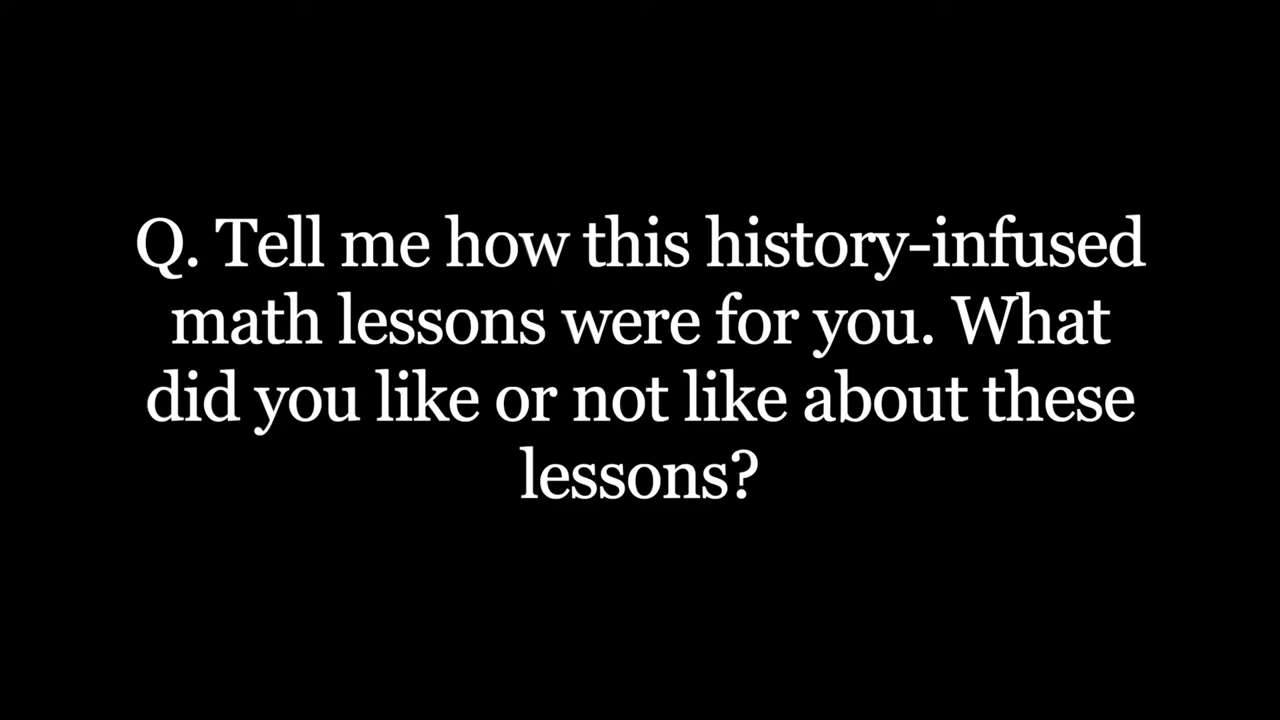 Q. Tell me how this history-infused
math lessons were for you. What
did you like or not like about these
lessons?